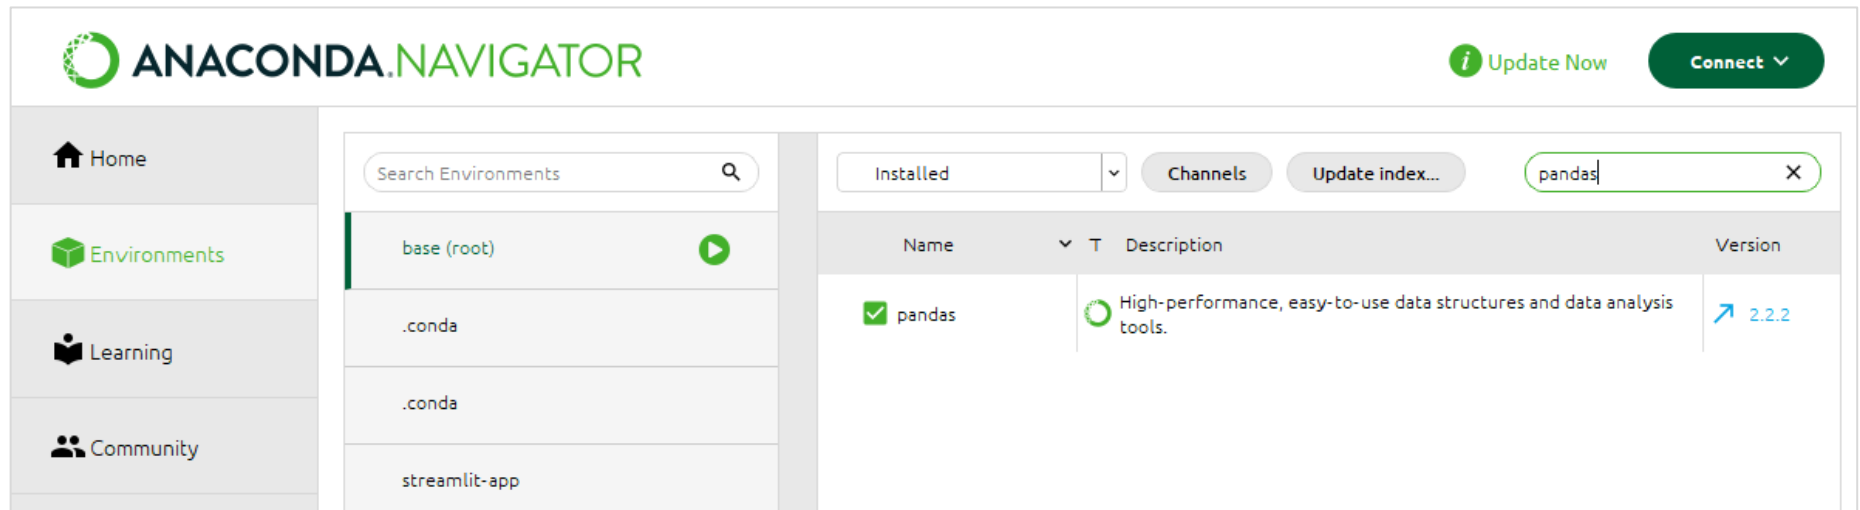 ANACONDA.NAVIGATOR
i Update Now
Connect
Home
Environments
Learning
Community
Search Environments
base (root)
.conda
.conda
streamlit-app
Installed
Channels
Update index...
pandas
Name
T
Description
Version
pandas
High-performance, easy-to-use data structures and data analysis
tools.
2.2.2